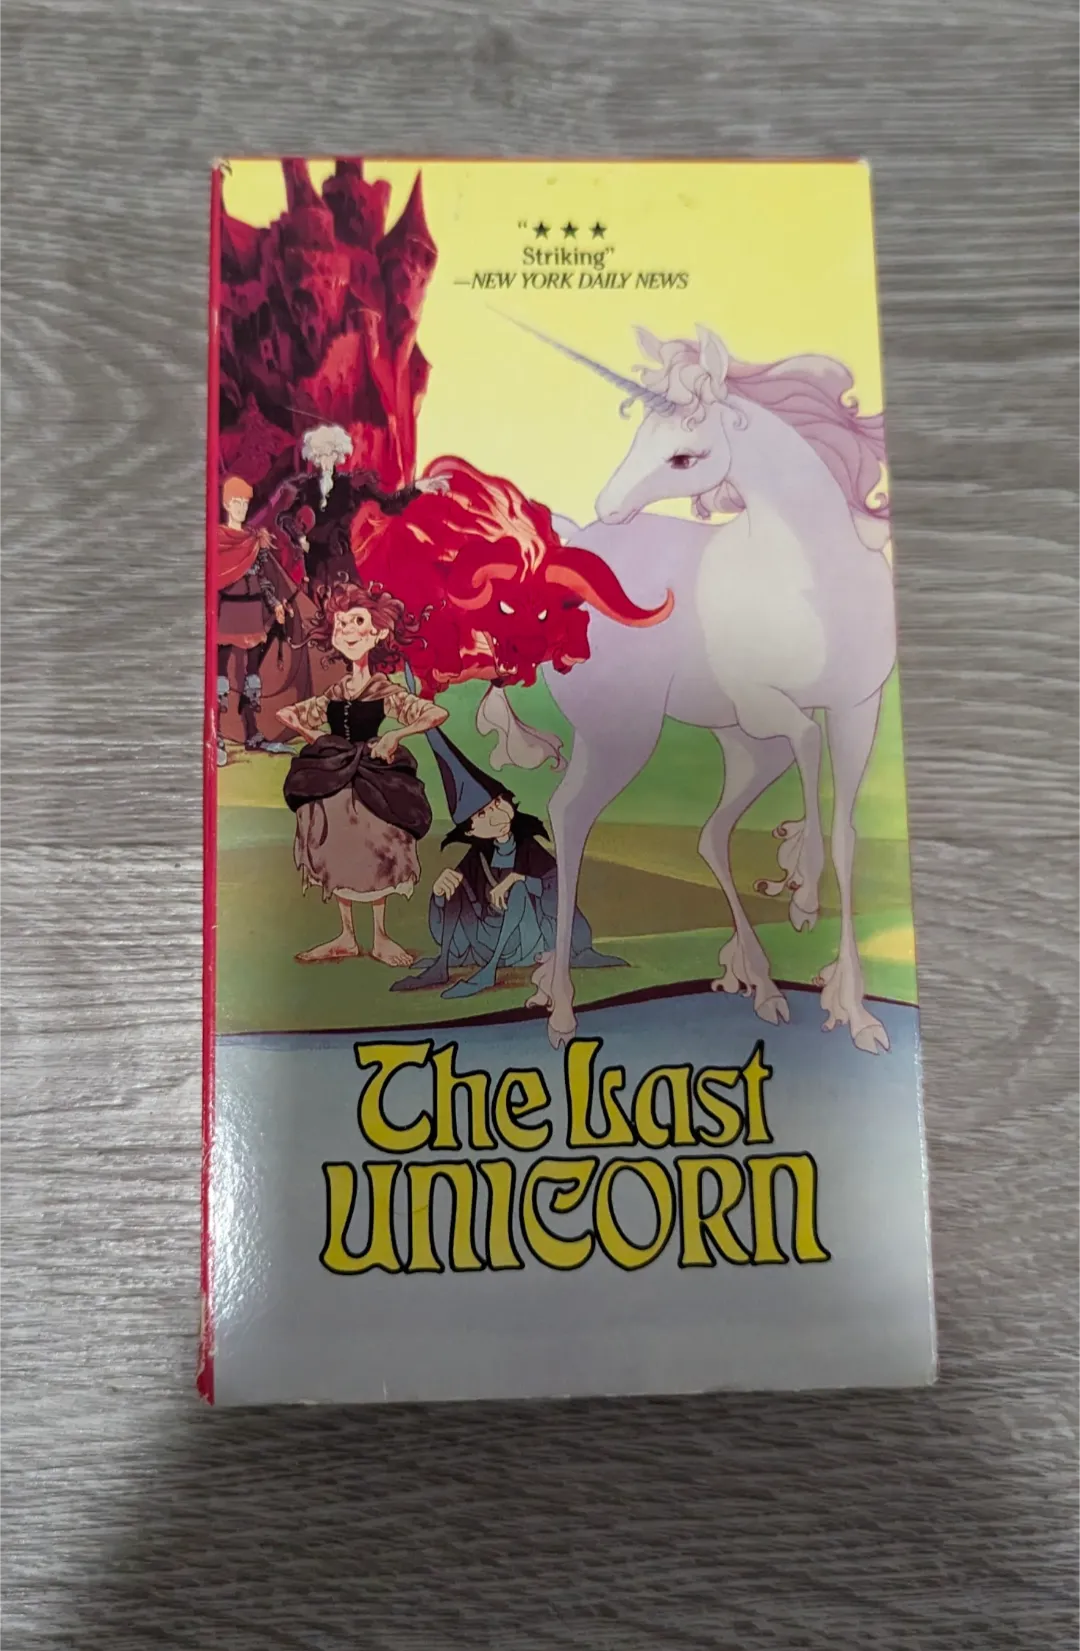 "★★★
Striking"
—NEW YORK DAILY NEWS
The Last
UNICORN